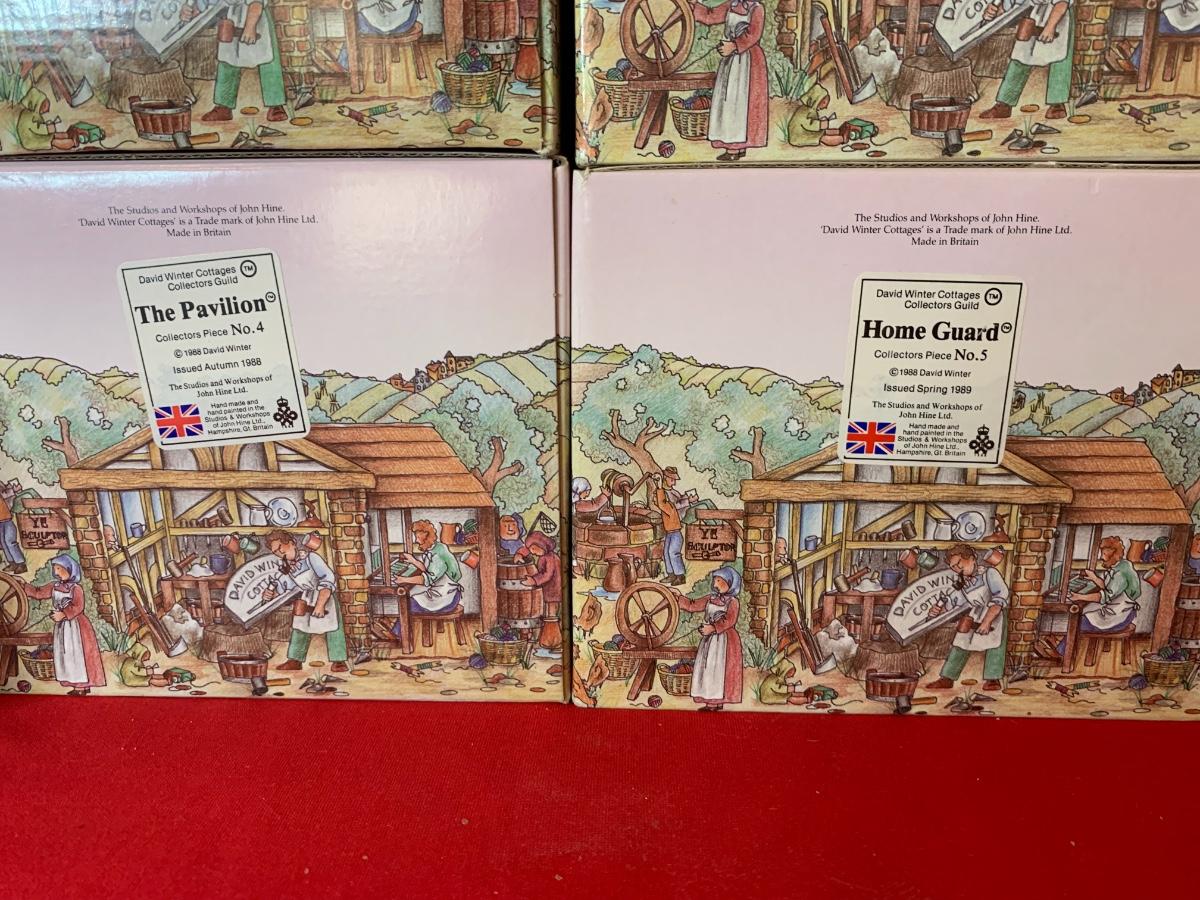 The Studios and Workshops of John Hine.
'David Winter Cottages' is a Trade mark of John Hine Ltd.
Made in Britain
David Winter Cottages TM
Collectors Guild
The Pavilion
Collectors Piece No.4
© 1988 David Winter
Issued Autumn 1988
The Studios and Workshops of
John Hine Ltd.
Hand made and
hand painted in the
Studios & Workshops
of John Hine Ltd.,
Hampshire, Gt. Britain
YE
SCULPTOR
DAVID WIN
COTTA
The Studios and Workshops of John Hine.
'David Winter Cottages' is a Trade mark of John Hine Ltd.
Made in Britain
David Winter Cottages TM
Collectors Guild
Home Guard
Collectors Piece No.5
© 1988 David Winter
Issued Spring 1989
The Studios and Workshops of
John Hine Ltd.
Hand made and
hand painted in the
Studios & Workshops
of John Hine Ltd.,
Hampshire, Gt. Britain
YE
SCULPTOR
DAVID WIN
COTTA